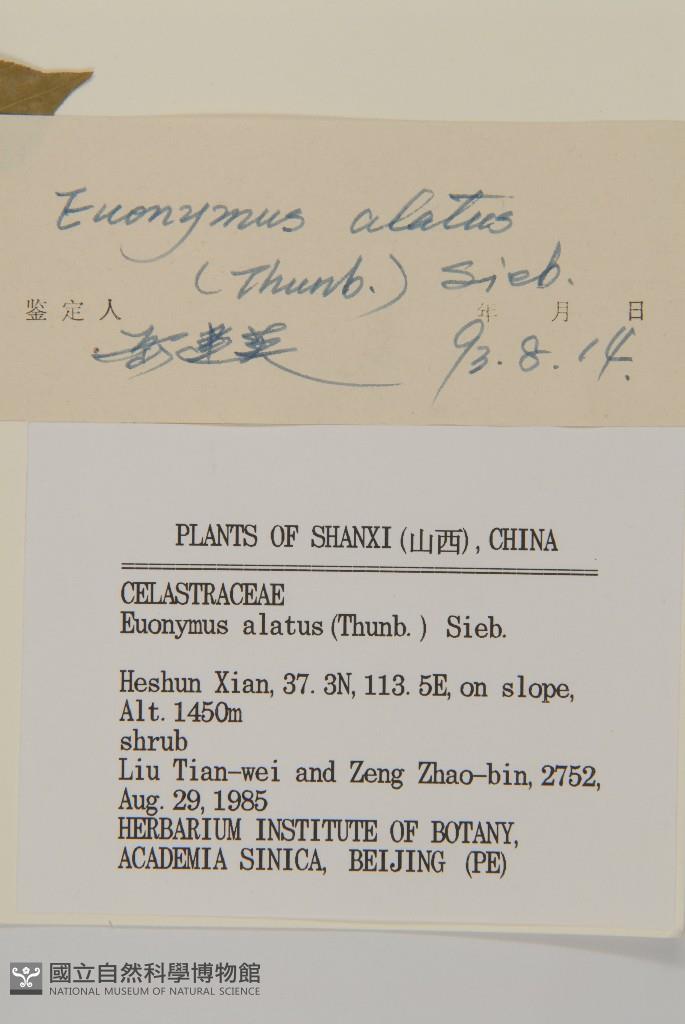 Euonymus alatus
(Thunb.) Sieb.
鉴定人 年 月 日
93.8.14.
PLANTS OF SHANXI (山西), CHINA
CELASTRACEAE
Euonymus alatus (Thunb.) Sieb.
Heshun Xian, 37.3N, 113.5E, on slope,
Alt. 1450m
shrub
Liu Tian-wei and Zeng Zhao-bin, 2752,
Aug. 29, 1985
HERBARIUM INSTITUTE OF BOTANY,
ACADEMIA SINICA, BEIJING (PE)
國立自然科學博物館
NATIONAL MUSEUM OF NATURAL SCIENCE